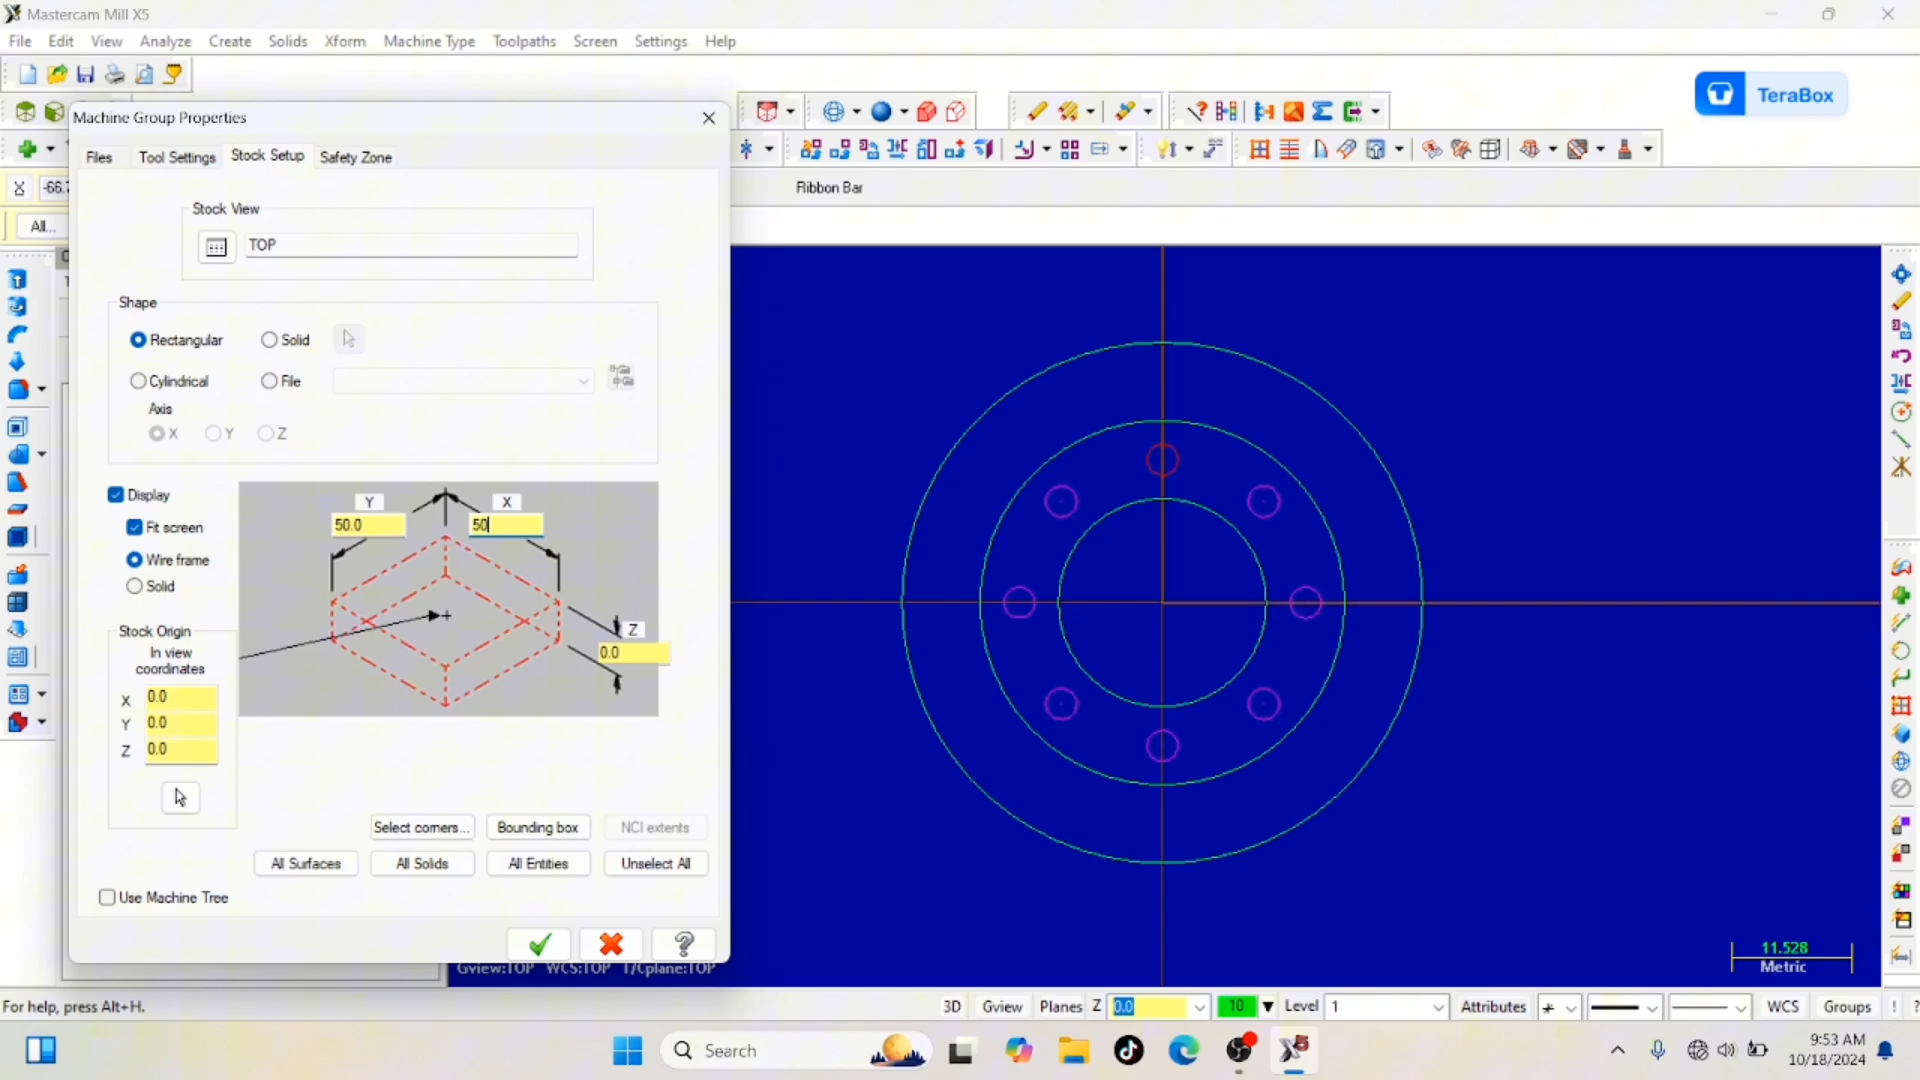 Mastercam Mill X5
File Edit View Analyze Create Solids Xform Machine Type Toolpaths Screen Settings Help
TeraBox
Machine Group Properties
Files Tool Settings Stock Setup Safety Zone
X -66.7
Ribbon Bar
All...
Stock View
TOP
Shape
Rectangular Solid
Cylindrical File
Axis
X Y Z
Display
Fit screen
Wire frame
Solid
Y X
50.0 50
Z
0.0
Stock Origin
In view
coordinates
X 0.0
Y 0.0
Z 0.0
Select corners... Bounding box NCI extents
All Surfaces All Solids All Entities Unselect All
Use Machine Tree
11.528
Metric
Gview:TOP WCS:TOP T/Cplane:TOP
For help, press Alt+H.
3D Gview Planes Z 0.0 10 Level 1 Attributes WCS Groups ! ?
Search
9:53 AM
10/18/2024